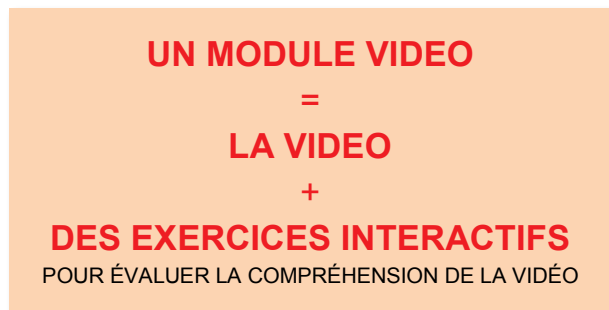 UN MODULE VIDEO
=
LA VIDEO
+
DES EXERCICES INTERACTIFS
POUR ÉVALUER LA COMPRÉHENSION DE LA VIDÉO